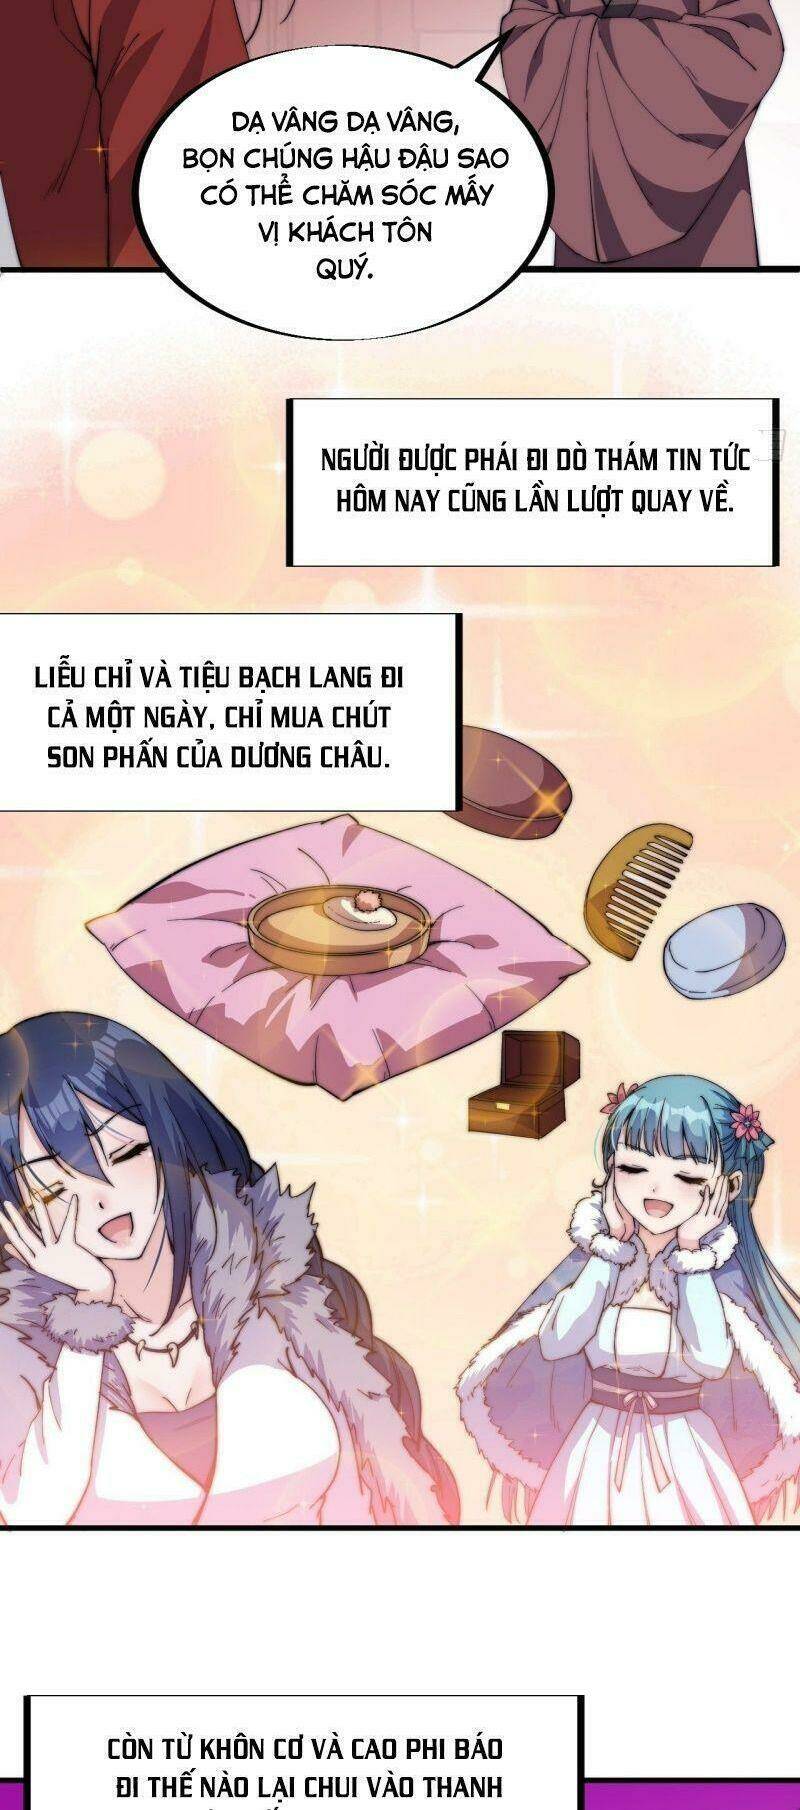 DẠ VÂNG DẠ VÂNG,
BỌN CHÚNG HẬU ĐẬU SAO
CÓ THỂ CHĂM SÓC MẤY
VỊ KHÁCH TÔN
QUÝ.
NGƯỜI ĐƯỢC PHÁI ĐI DÒ THÁM TIN TỨC
HÔM NAY CŨNG LẦN LƯỢT QUAY VỀ.
LIỄU CHỈ VÀ TIỆU BẠCH LANG ĐI
CẢ MỘT NGÀY, CHỈ MUA CHÚT
SON PHẤN CỦA DƯƠNG CHÂU.
CÒN TỪ KHÔN CƠ VÀ CAO PHI BÁO
ĐI THẾ NÀO LẠI CHUI VÀO THANH